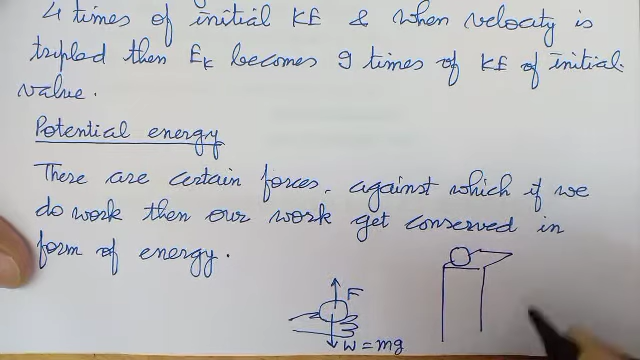 4 times of initial KE & when velocity is
tripled then Eₖ becomes 9 times of KE of initial
value.
Potential energy
There are certain forces, against which if we
do work then our work get conserved in
form of energy.
F
W = mg